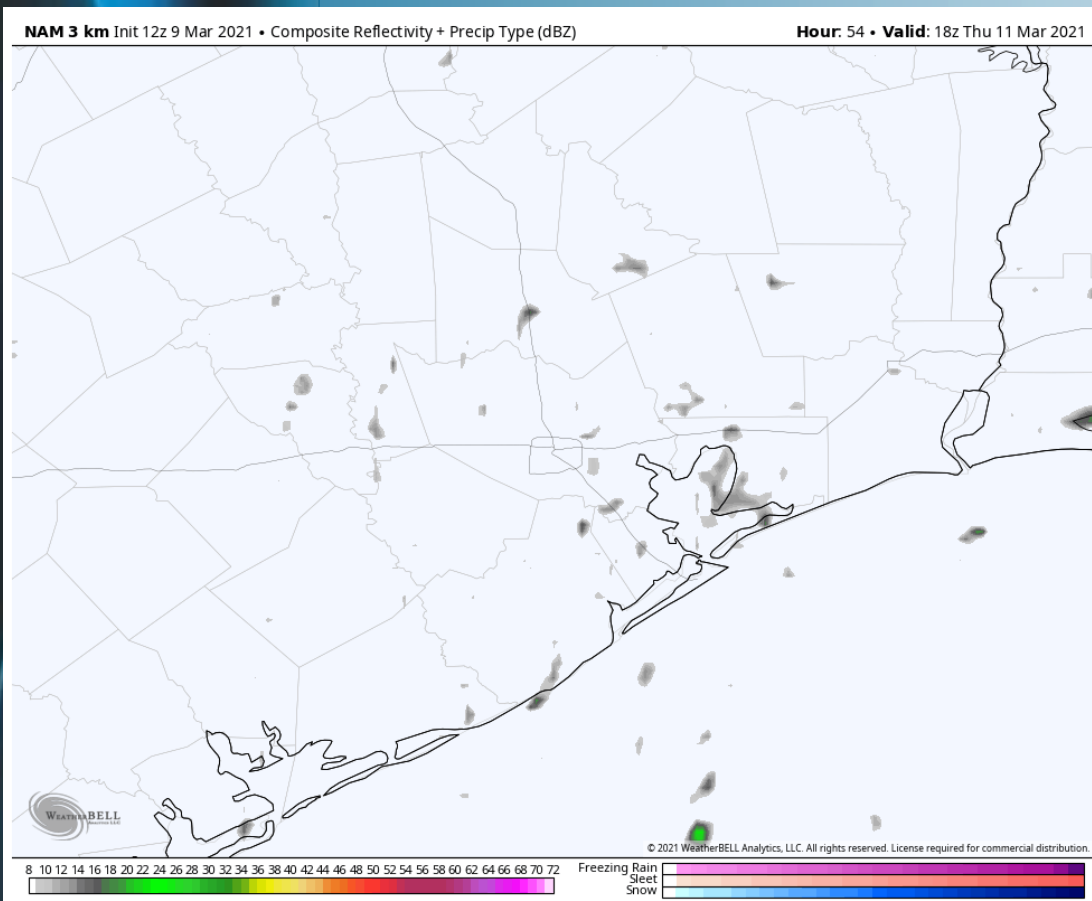 NAM 3 km Init 12z 9 Mar 2021 • Composite Reflectivity + Precip Type (dBZ)
Hour: 54 • Valid: 18z Thu 11 Mar 2021
WEATHERBELL
© 2021 WeatherBELL Analytics, LLC. All rights reserved. License required for commercial distribution.
8 10 12 14 16 18 20 22 24 26 28 30 32 34 36 38 40 42 44 46 48 50 52 54 56 58 60 62 64 66 68 70 72
Freezing Rain
Sleet
Snow